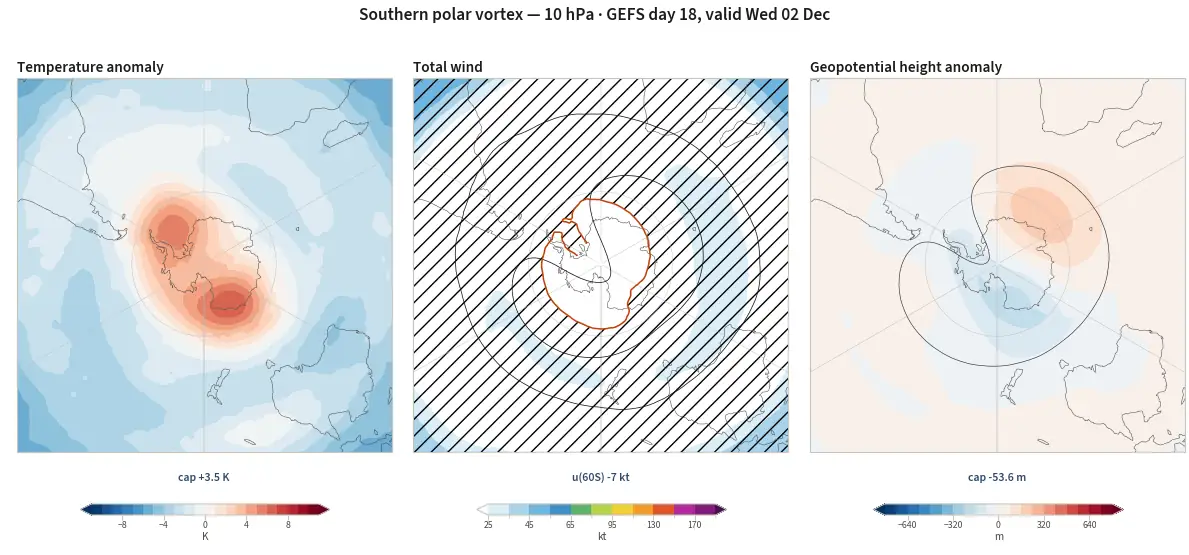 Southern polar vortex — 10 hPa · GEFS day 18, valid Wed 02 Dec
Temperature anomaly
Total wind
Geopotential height anomaly
cap +3.5 K
u(60S) -7 kt
cap -53.6 m
−8 −4 0 4 8
K
25 45 65 95 130 170
kt
−640 −320 0 320 640
m